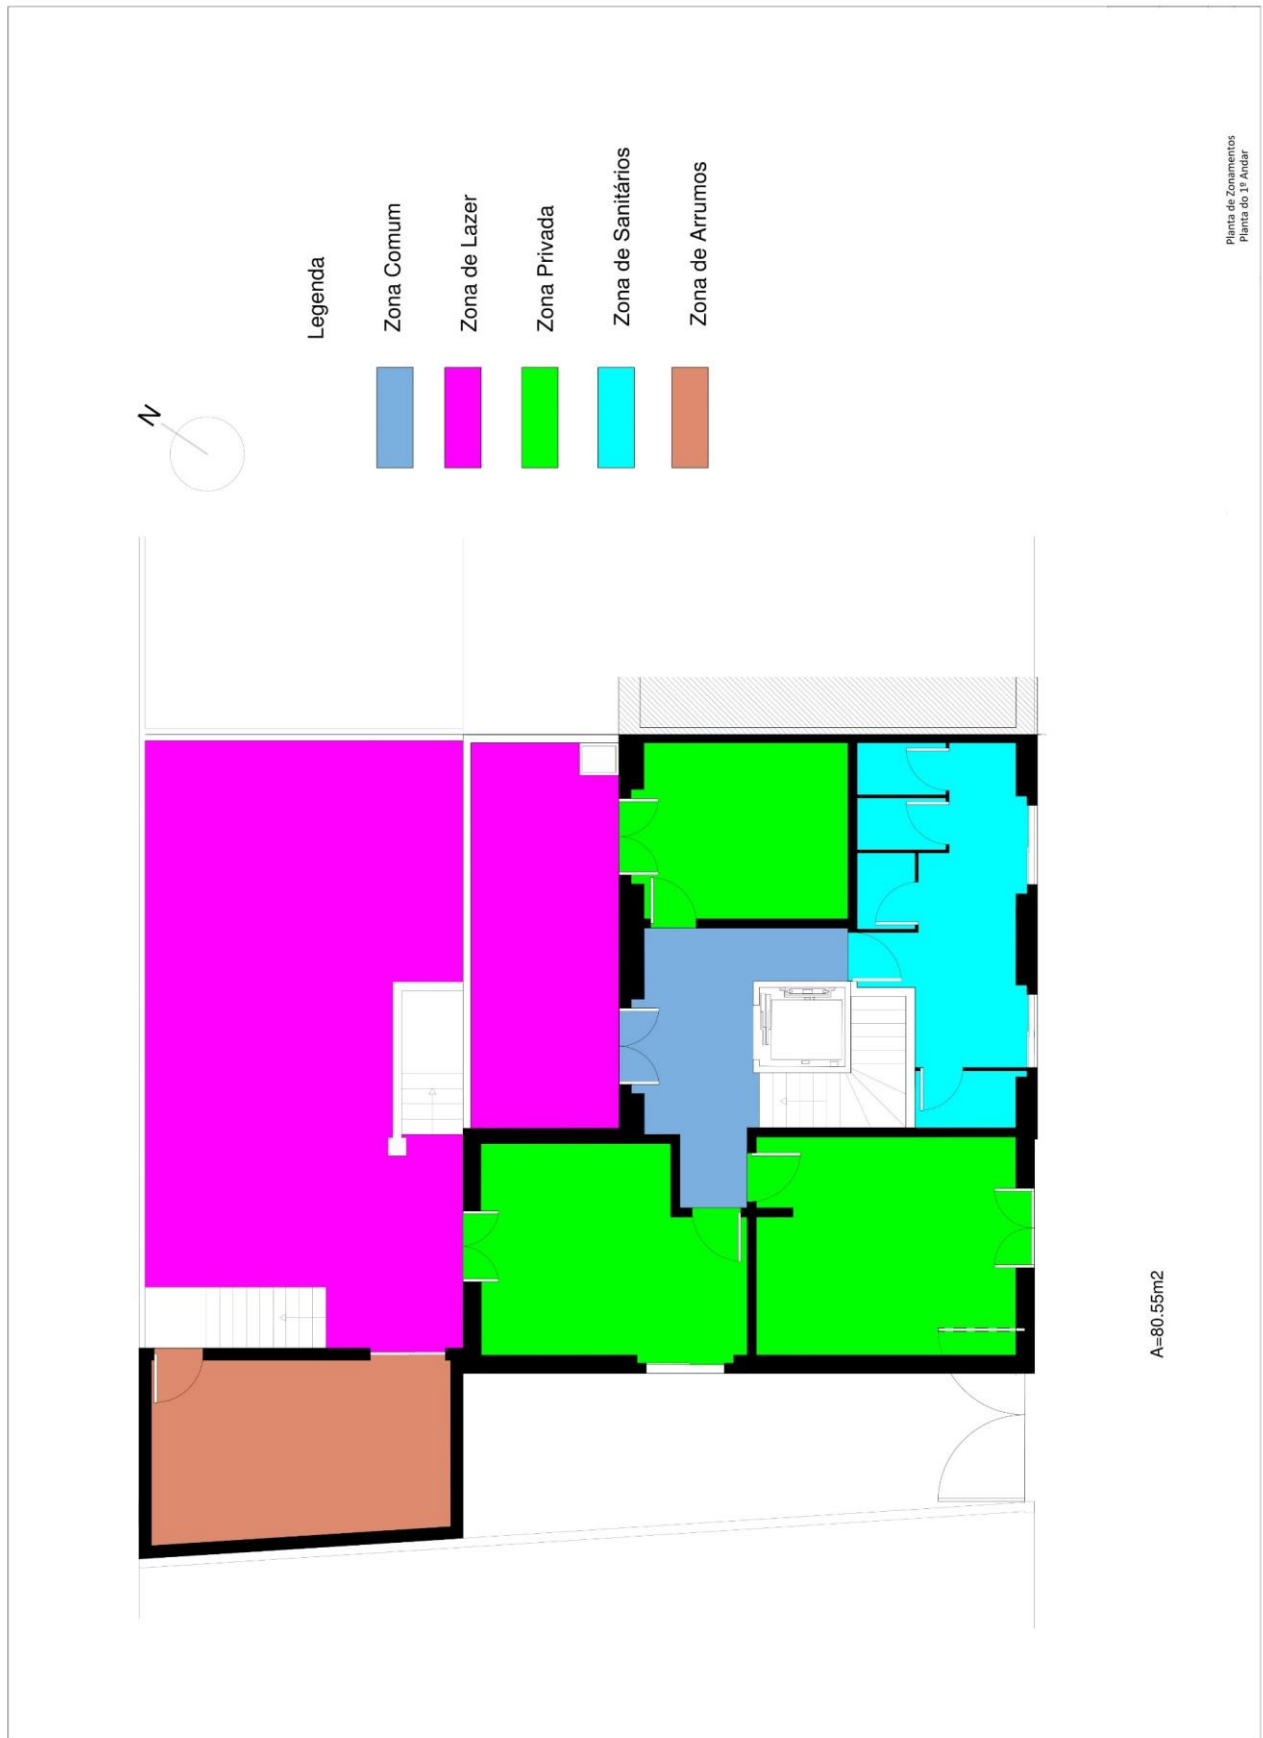 N
Legenda
Zona Comum
Zona de Lazer
Zona Privada
Zona de Sanitários
Zona de Arrumos
A=80.55m2
Planta de Zonamentos
Planta do 1º Andar